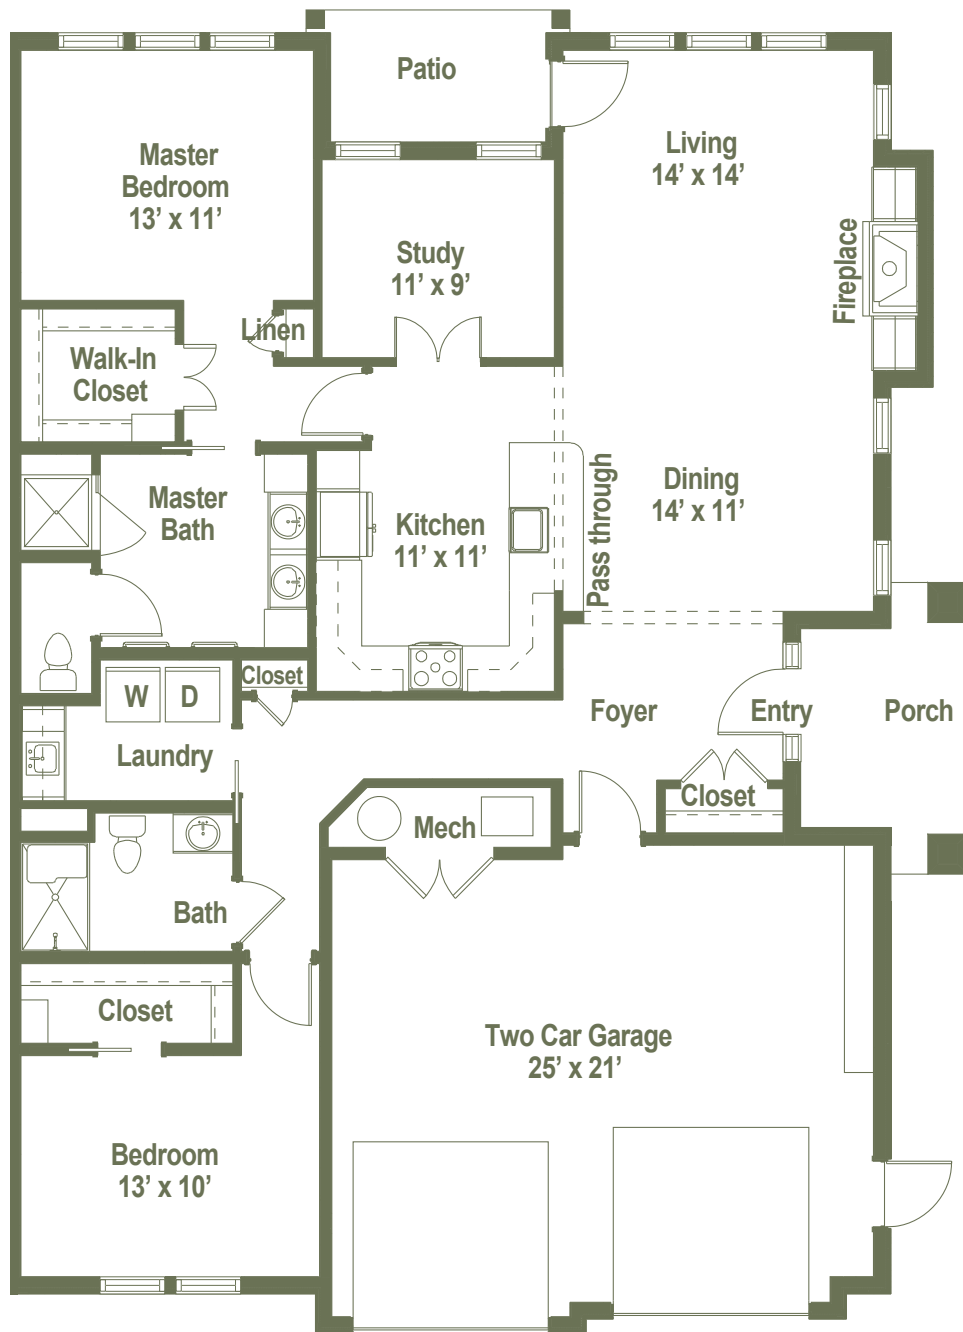 Patio
Master
Bedroom
13’ x 11’
Living
14’ x 14’
Study
11’ x 9’
Fireplace
Linen
Walk-In
Closet
Master
Bath
Kitchen
11’ x 11’
Pass through
Dining
14’ x 11’
Closet
W
D
Laundry
Foyer
Entry
Porch
Closet
Mech
Bath
Closet
Two Car Garage
25’ x 21’
Bedroom
13’ x 10’